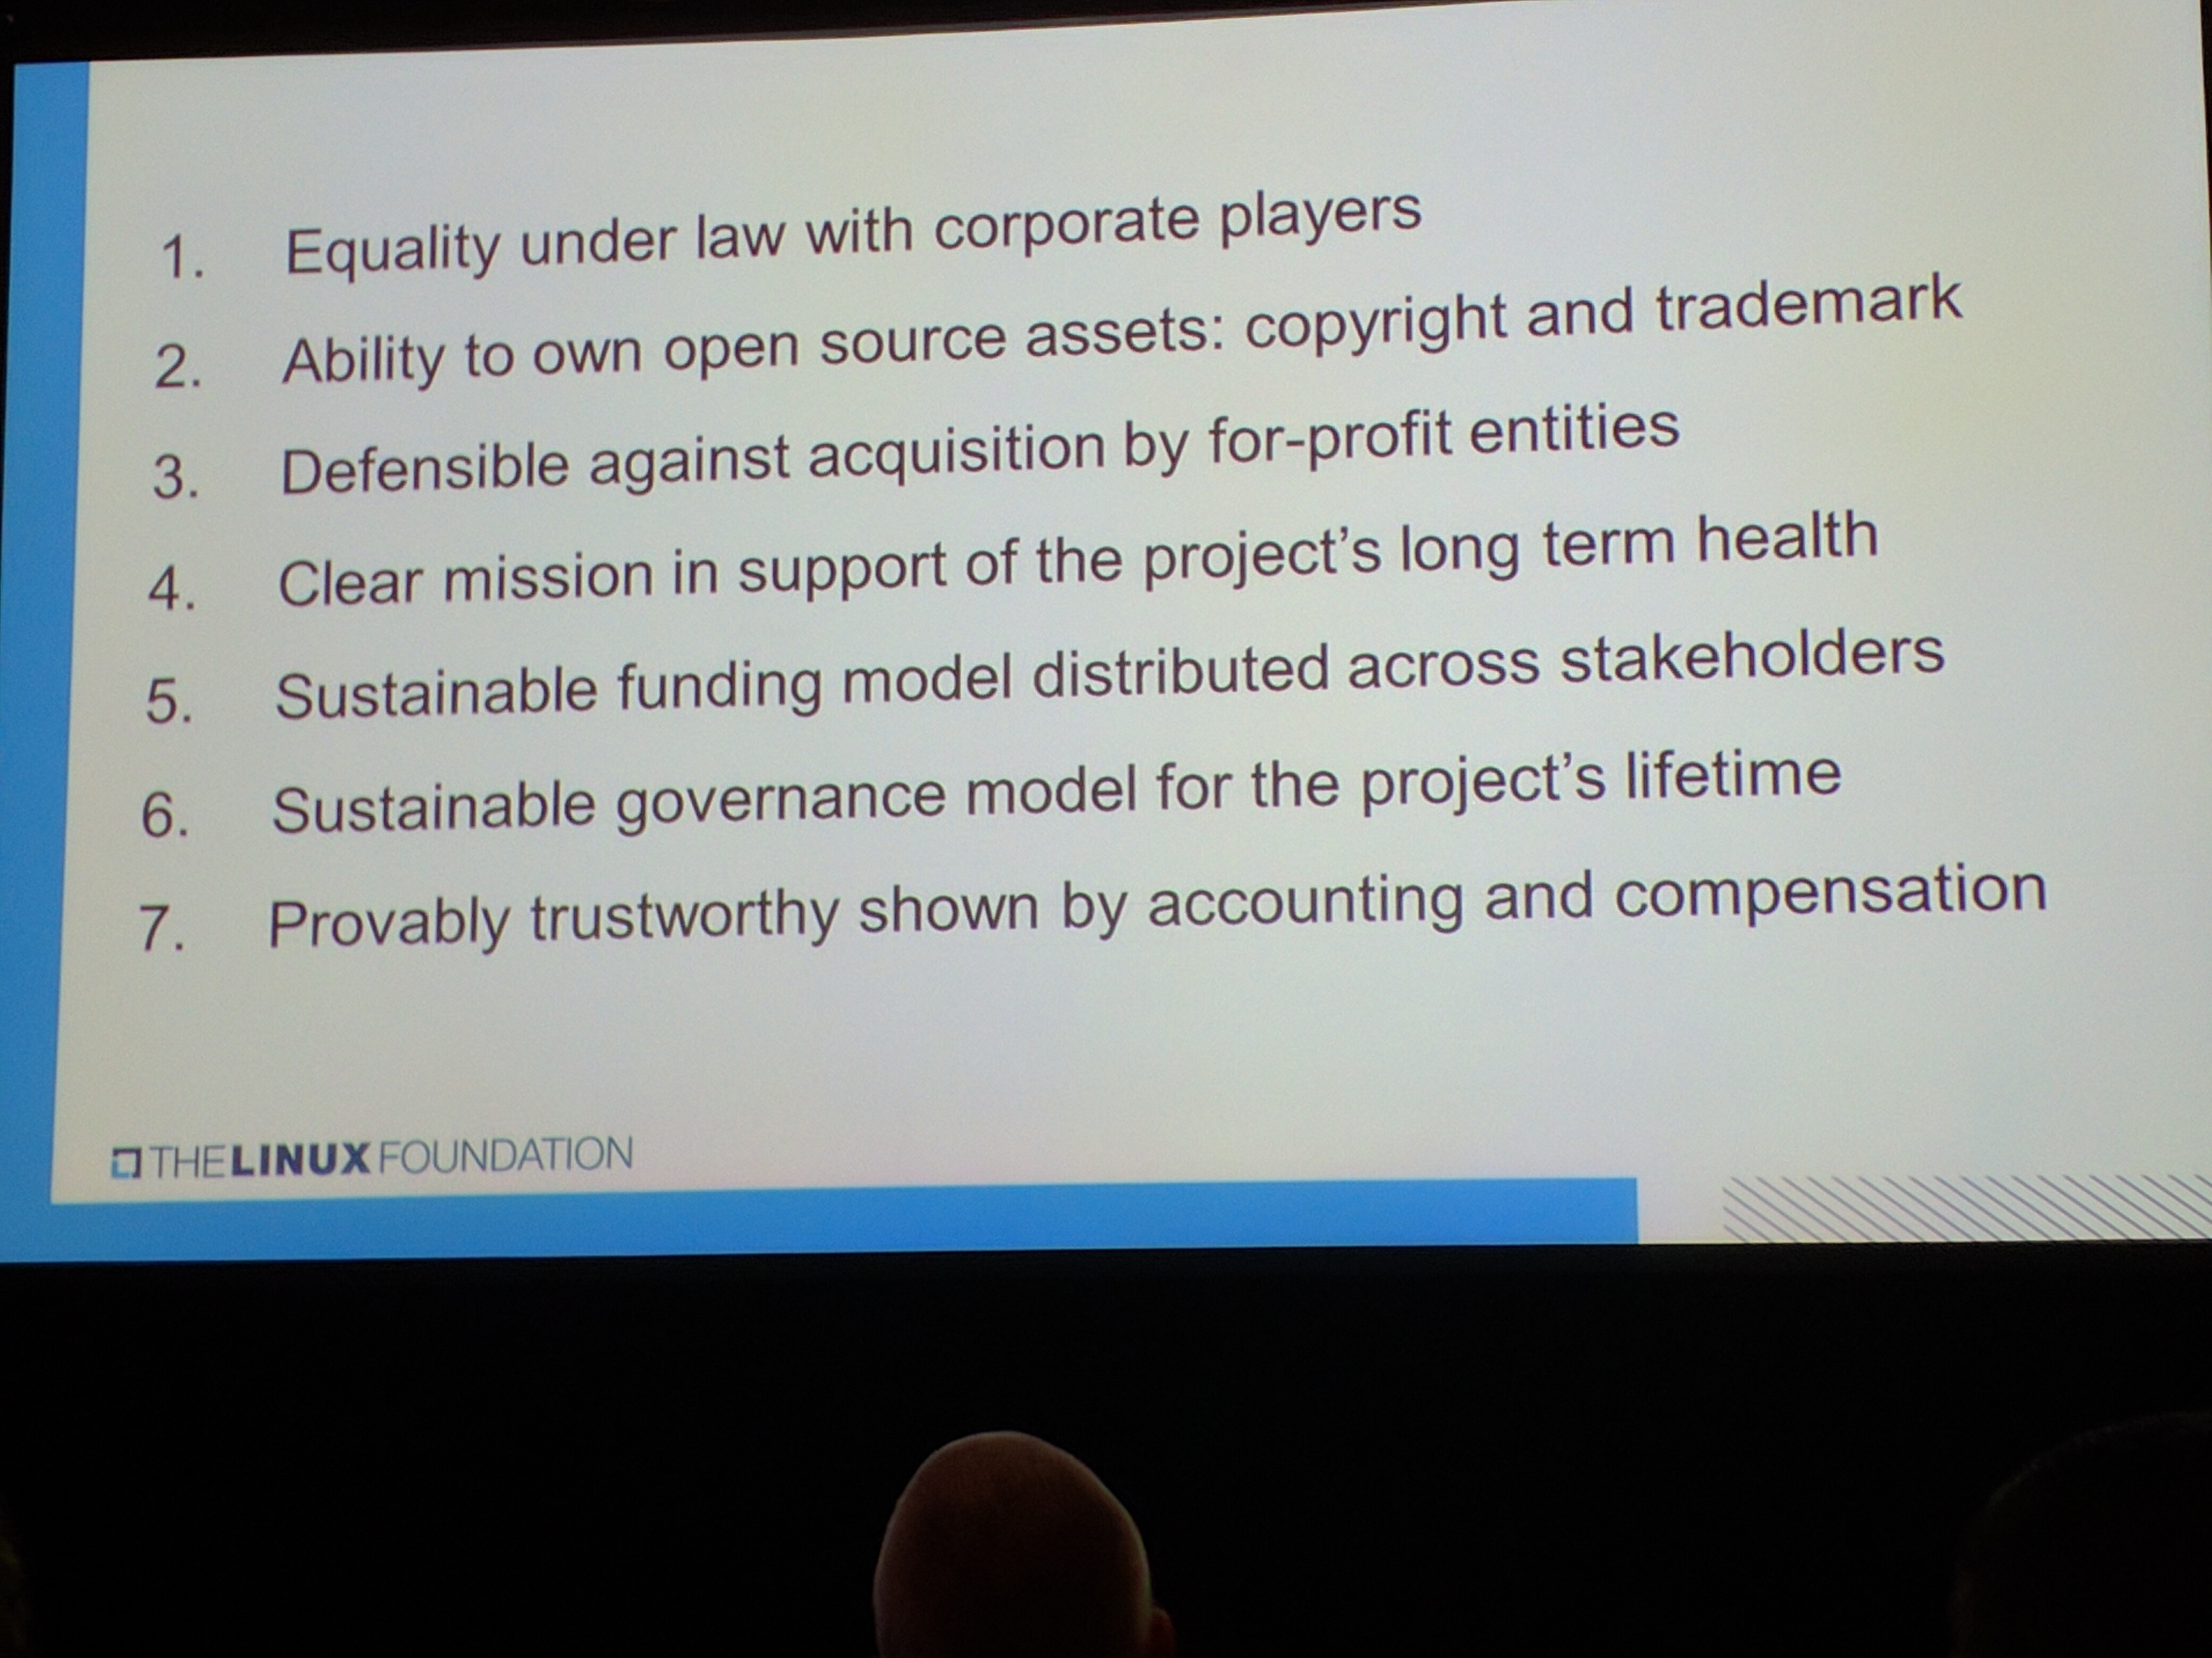 1. Equality under law with corporate players
2. Ability to own open source assets: copyright and trademark
3. Defensible against acquisition by for-profit entities
4. Clear mission in support of the project’s long term health
5. Sustainable funding model distributed across stakeholders
6. Sustainable governance model for the project’s lifetime
7. Provably trustworthy shown by accounting and compensation
THE LINUX FOUNDATION